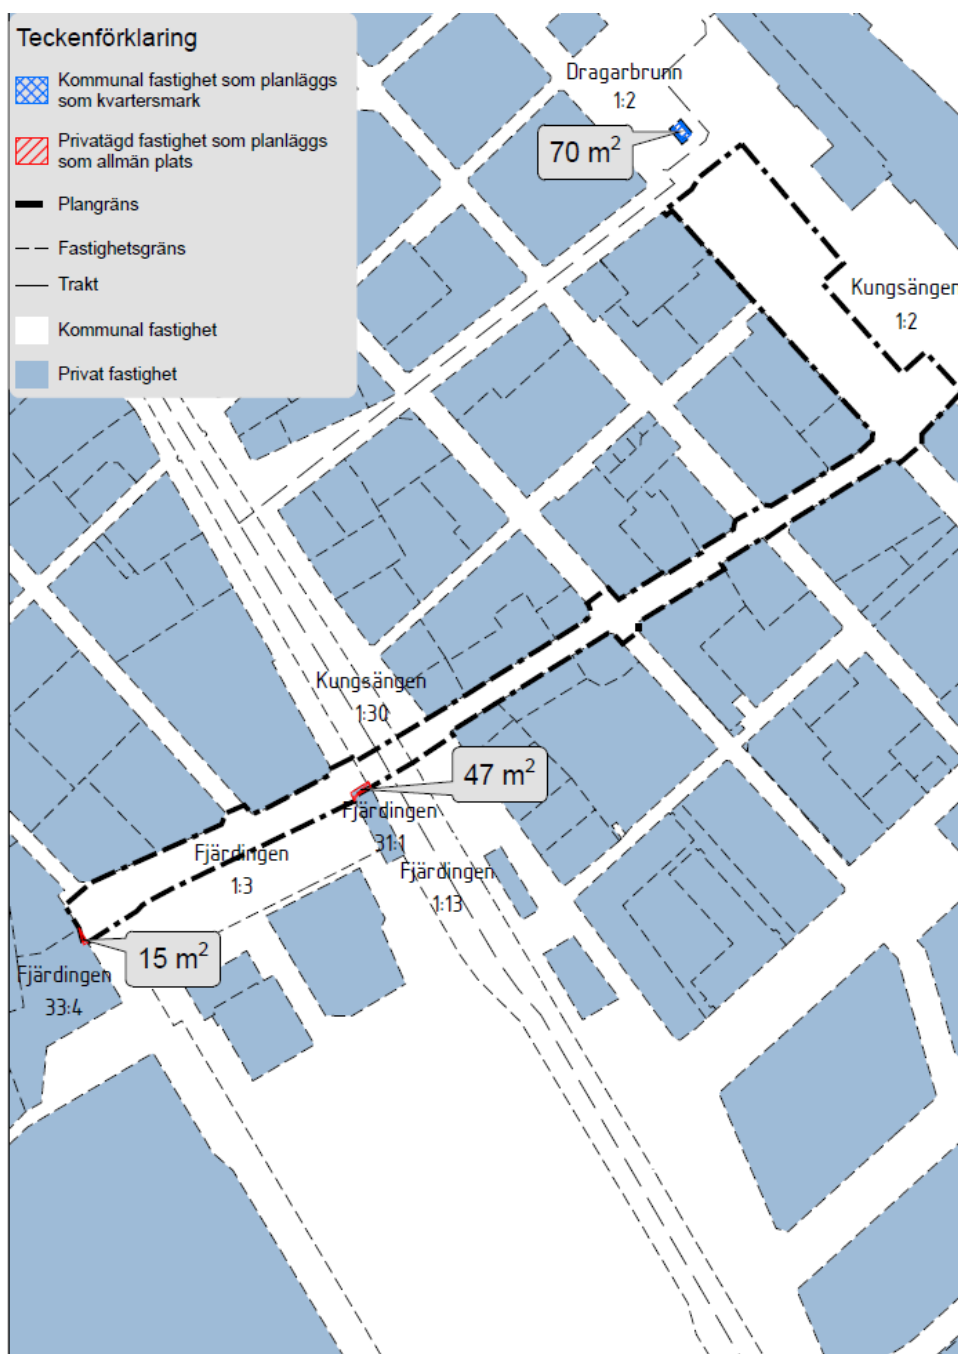 Teckenförklaring
Kommunal fastighet som planläggs
som kvartersmark
Privatägd fastighet som planläggs
som allmän plats
Plangräns
Fastighetsgräns
Trakt
Kommunal fastighet
Privat fastighet
Dragarbrunn
1:2
70 m²
Kungsängen
1:2
Kungsängen
1:30
47 m²
Fjärdingen
31:1
Fjärdingen
1:3
Fjärdingen
1:13
15 m²
Fjärdingen
33:4